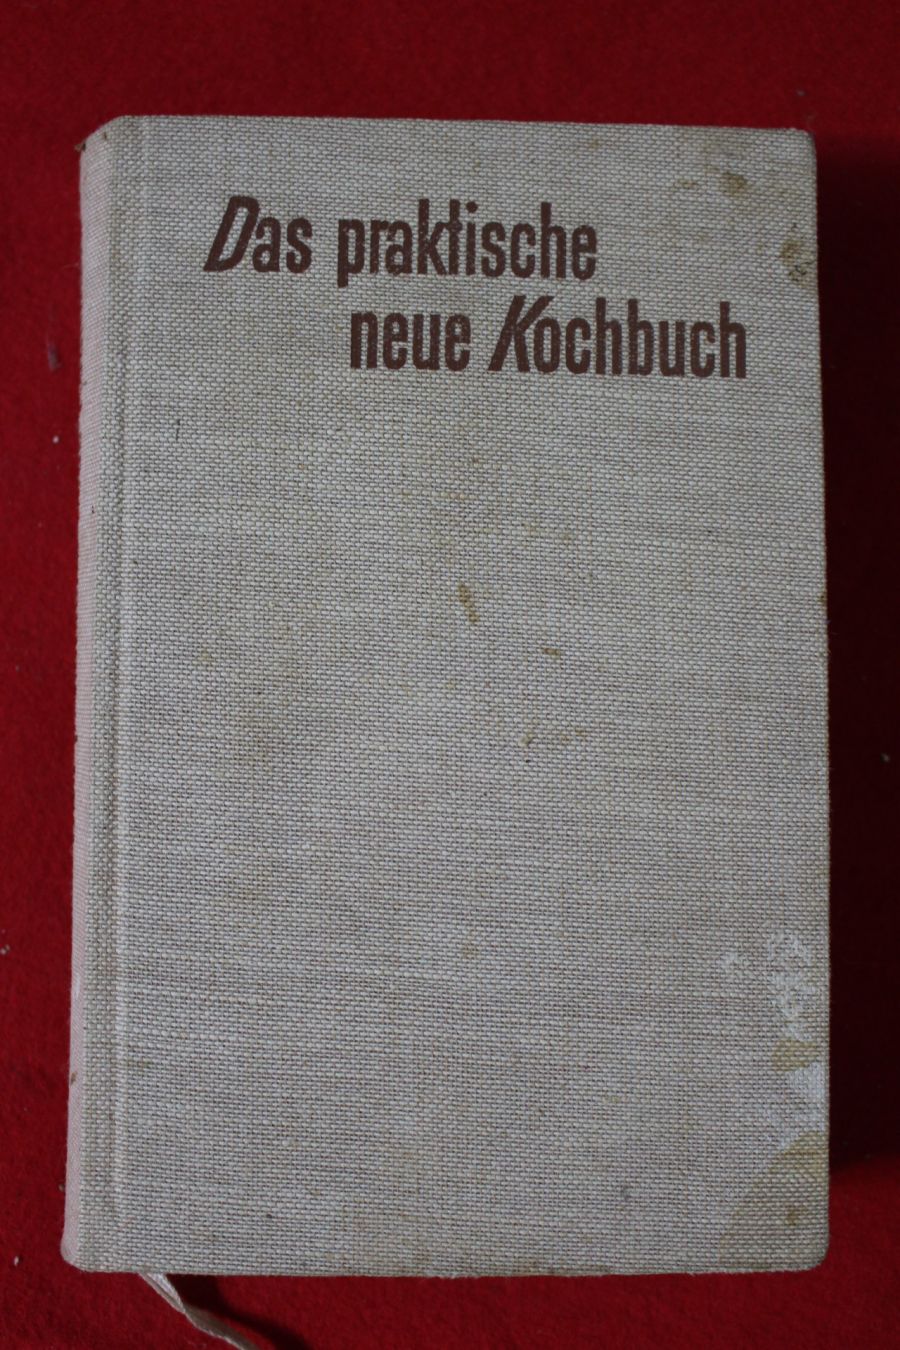 Das praktische
neue Kochbuch